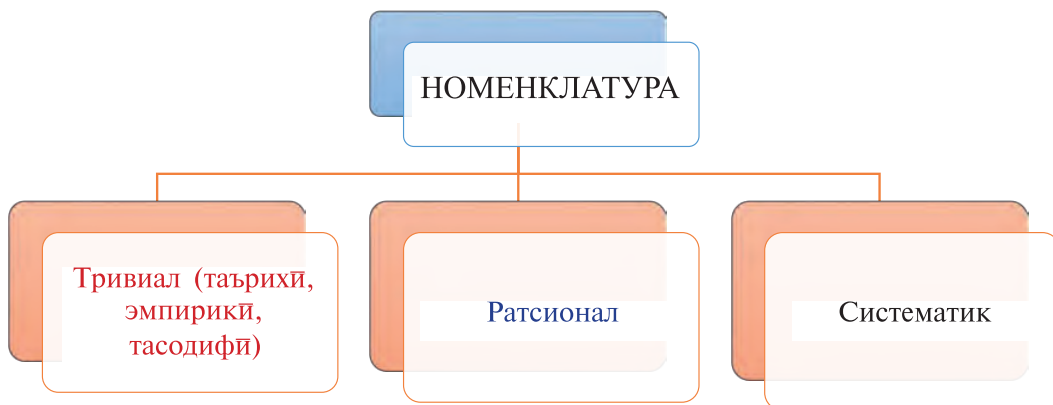 НОМЕНКЛАТУРА
Тривиал (таърихӣ,
эмпирикӣ,
тасодифӣ)
Ратсионал
Систематик